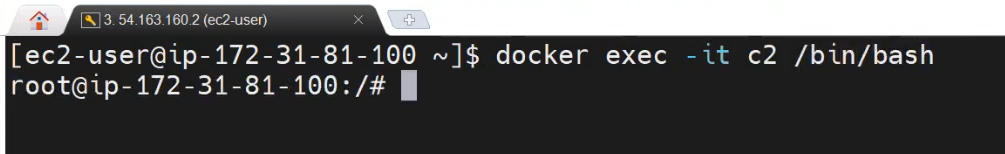 3. 54.163.160.2 (ec2-user)
[ec2-user@ip-172-31-81-100 ~]$ docker exec -it c2 /bin/bash
root@ip-172-31-81-100:/#